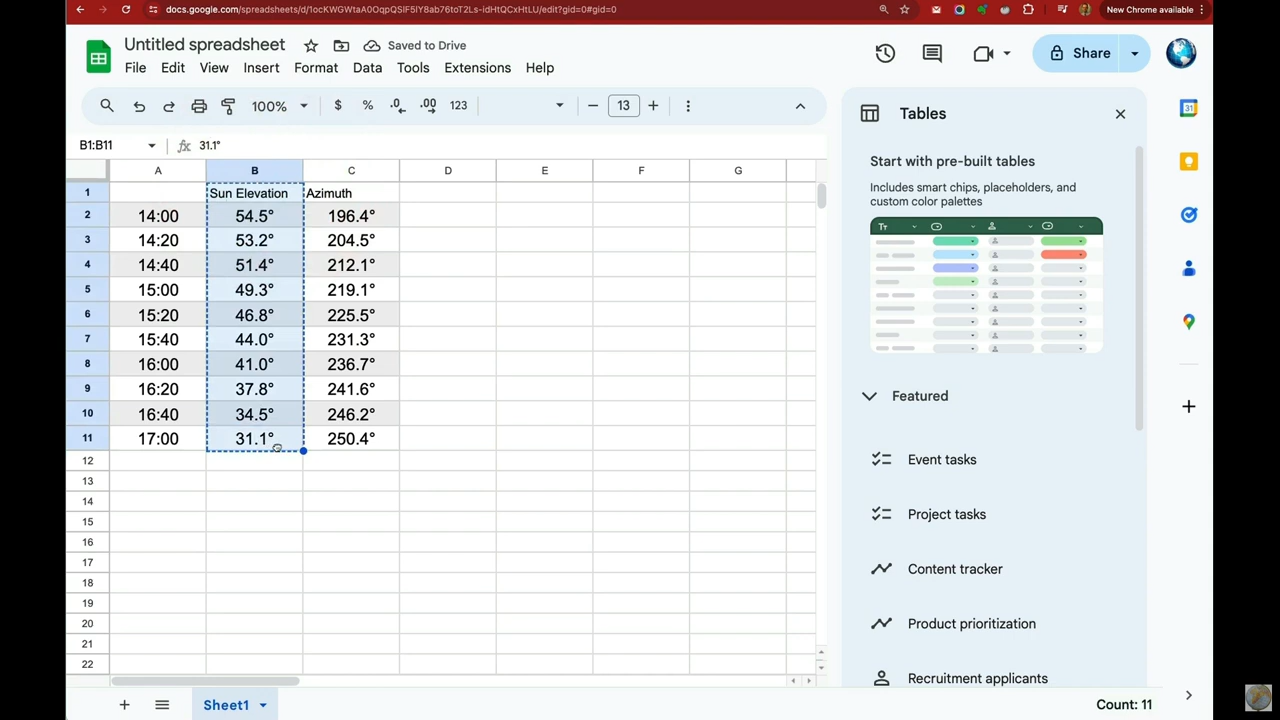 docs.google.com/spreadsheets/d/1ocKWGWtaA0OqpQSlF5lY8ab76toT2Ls-idHtQCxHtLU/edit?gid=0#gid=0
New Chrome available
Untitled spreadsheet
Saved to Drive
File Edit View Insert Format Data Tools Extensions Help
Share
100% $ % .0 .00 123 13
B1:B11 fx 31.1°
Tables
Start with pre-built tables
Includes smart chips, placeholders, and
custom color palettes
Tт
Featured
Event tasks
Project tasks
Content tracker
Product prioritization
Recruitment applicants
A B C D E F G
1 Sun Elevation Azimuth
2 14:00 54.5° 196.4°
3 14:20 53.2° 204.5°
4 14:40 51.4° 212.1°
5 15:00 49.3° 219.1°
6 15:20 46.8° 225.5°
7 15:40 44.0° 231.3°
8 16:00 41.0° 236.7°
9 16:20 37.8° 241.6°
10 16:40 34.5° 246.2°
11 17:00 31.1° 250.4°
12
13
14
15
16
17
18
19
20
21
22
Sheet1
Count: 11
31